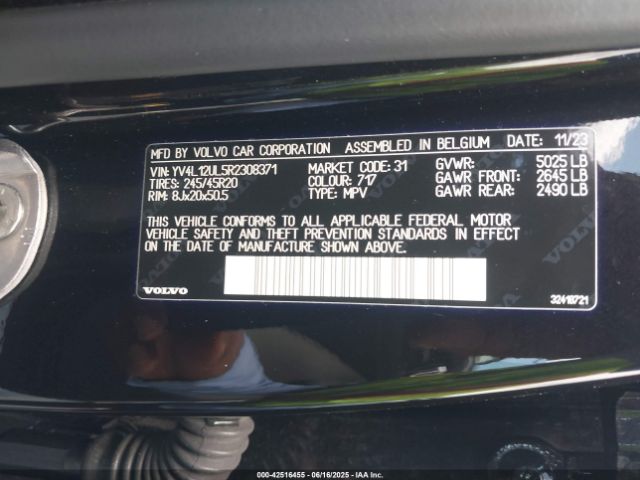 MFD BY VOLVO CAR CORPORATION ASSEMBLED IN BELGIUM DATE: 11/23
VIN: YV4L12UL5R2308371 MARKET CODE: 31 GVWR: 5025 LB
TIRES: 245/45R20 COLOUR: 717 GAWR FRONT: 2645 LB
RIM: 8Jx20x50.5 TYPE: MPV GAWR REAR: 2490 LB
THIS VEHICLE CONFORMS TO ALL APPLICABLE FEDERAL MOTOR
VEHICLE SAFETY AND THEFT PREVENTION STANDARDS IN EFFECT
ON THE DATE OF MANUFACTURE SHOWN ABOVE.
VOLVO 32410721
000-42516455 - 06/16/2025 - IAAI.COM